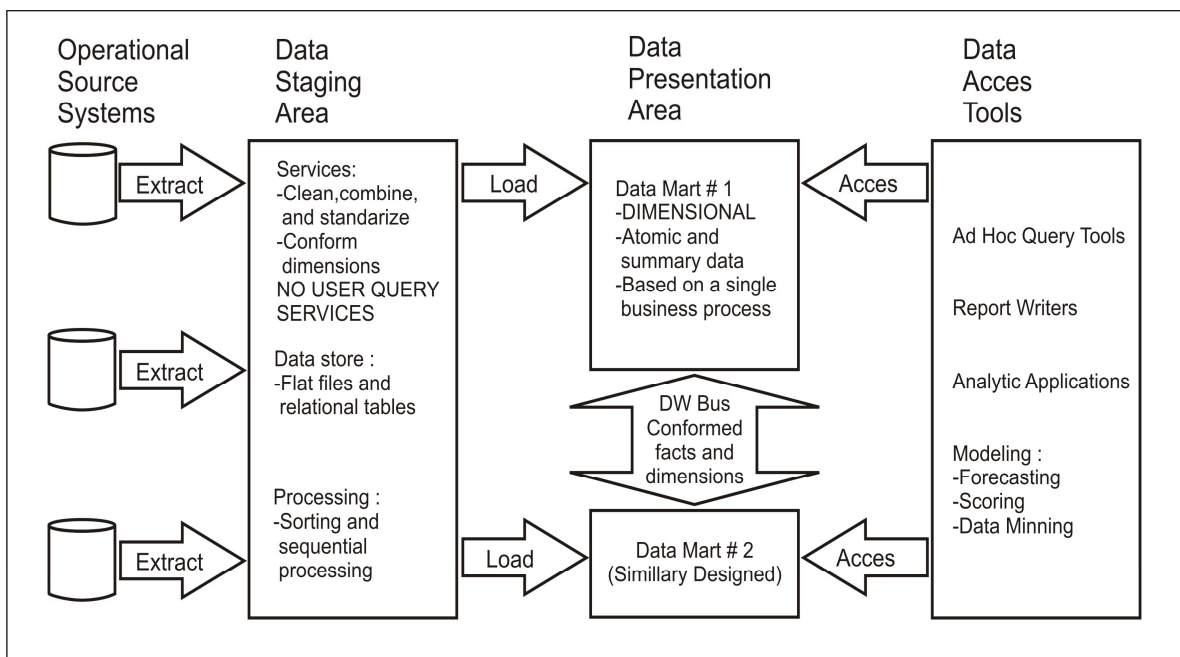 Operational
Source
Systems
Data
Staging
Area
Data
Presentation
Area
Data
Acces
Tools
Extract
Extract
Extract
Services:
-Clean,combine,
and standarize
-Conform
dimensions
NO USER QUERY
SERVICES
Data store :
-Flat files and
relational tables
Processing :
-Sorting and
sequential
processing
Load
Load
Data Mart # 1
-DIMENSIONAL
-Atomic and
summary data
-Based on a single
business process
DW Bus
Conformed
facts and
dimensions
Data Mart # 2
(Simillary Designed)
Acces
Acces
Ad Hoc Query Tools
Report Writers
Analytic Applications
Modeling :
-Forecasting
-Scoring
-Data Minning